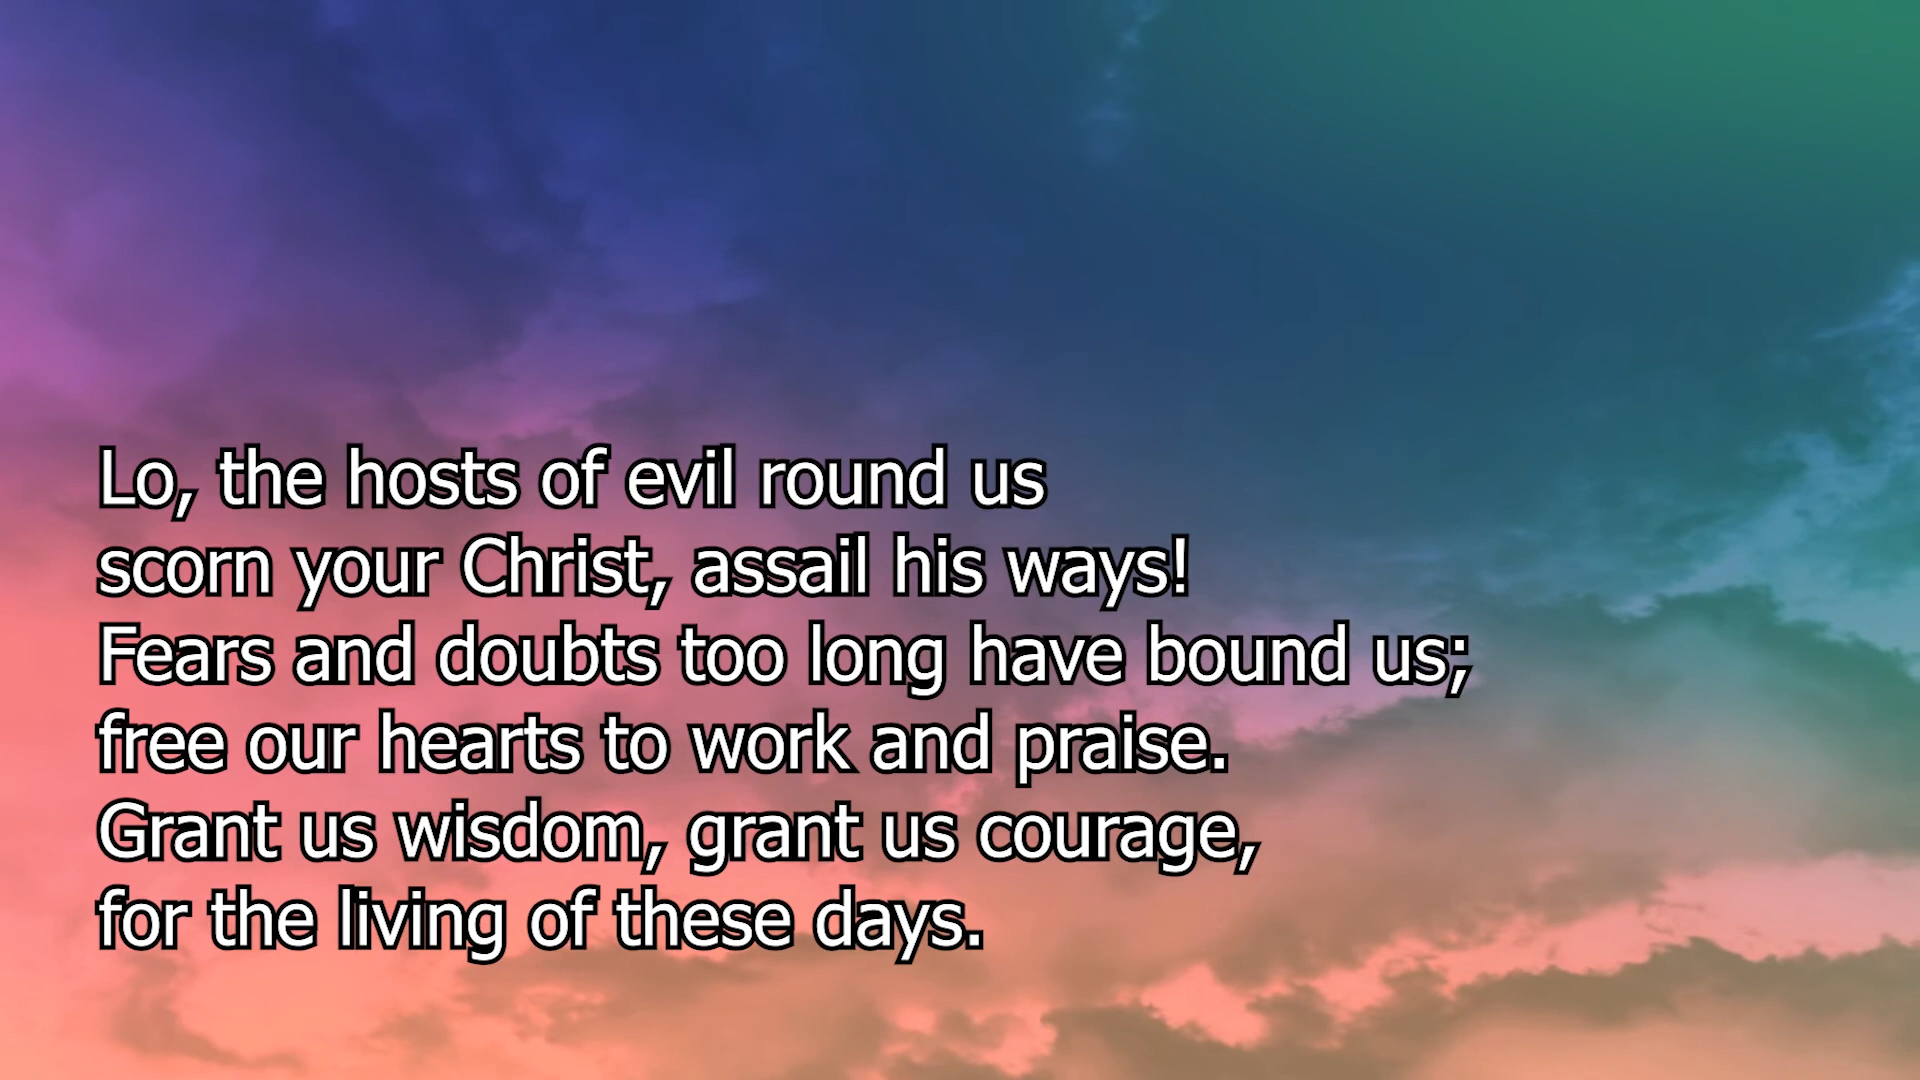 Lo, the hosts of evil round us
scorn your Christ, assail his ways!
Fears and doubts too long have bound us;
free our hearts to work and praise.
Grant us wisdom, grant us courage,
for the living of these days.